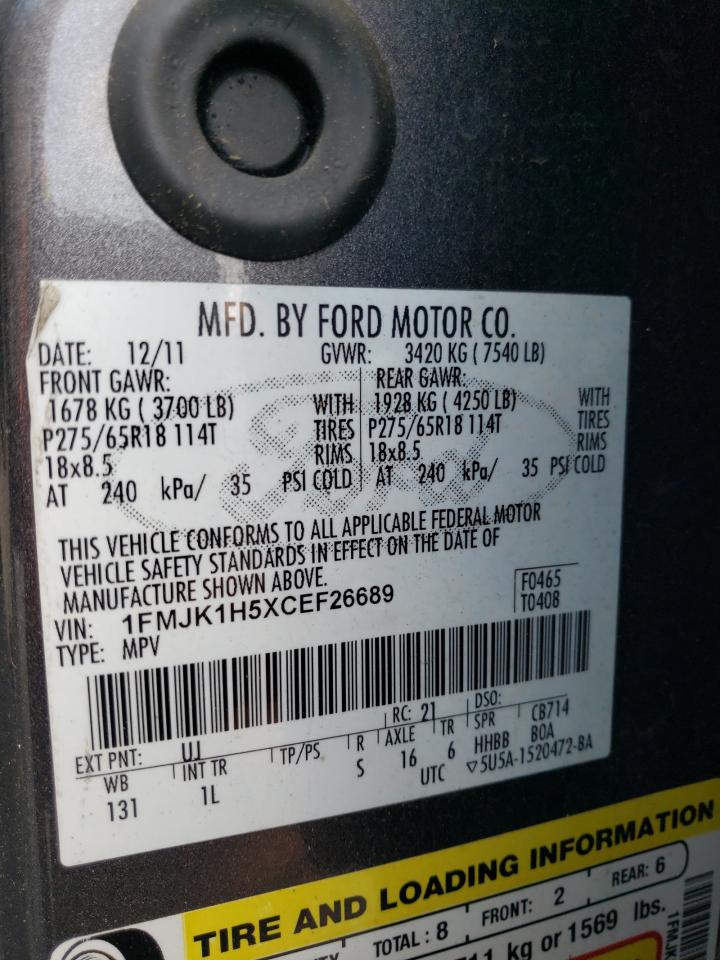 MFD. BY FORD MOTOR CO.
DATE: 12/11 GVWR: 3420 KG ( 7540 LB)
FRONT GAWR: REAR GAWR:
1678 KG ( 3700 LB) WITH 1928 KG ( 4250 LB) WITH
P275/65R18 114T TIRES P275/65R18 114T TIRES
18x8.5 RIMS 18x8.5 RIMS
AT 240 kPa/ 35 PSI COLD AT 240 kPa/ 35 PSI COLD
Ford
THIS VEHICLE CONFORMS TO ALL APPLICABLE FEDERAL MOTOR
VEHICLE SAFETY STANDARDS IN EFFECT ON THE DATE OF
MANUFACTURE SHOWN ABOVE.
F0465
VIN: 1FMJK1H5XCEF26689
T0408
TYPE: MPV
EXT PNT: UJ RC: 21 DSO:
WB INT TR TP/PS R AXLE TR SPR CB714
131 1L S 16 6 HHBB B0A
UTC ▽5U5A-1520472-BA
TIRE AND LOADING INFORMATION
TOTAL : 8 FRONT: 2 REAR: 6
kg or 1569 lbs.